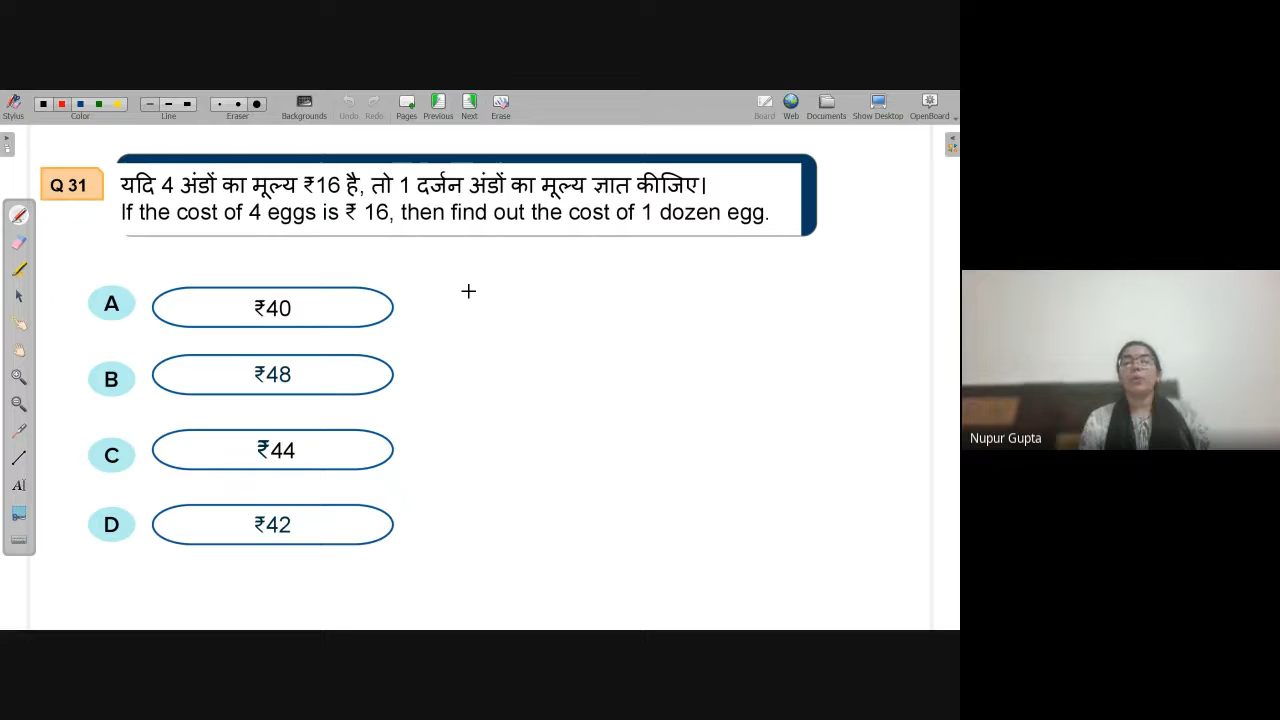 Stylus
Color
Line
Eraser
Backgrounds
Undo
Redo
Pages
Previous
Next
Erase
Board
Web
Documents
Show Desktop
OpenBoard
Q 31
यदि 4 अंडों का मूल्य ₹16 है, तो 1 दर्जन अंडों का मूल्य ज्ञात कीजिए।
If the cost of 4 eggs is ₹ 16, then find out the cost of 1 dozen egg.
A
₹40
B
₹48
C
₹44
D
₹42
Nupur Gupta